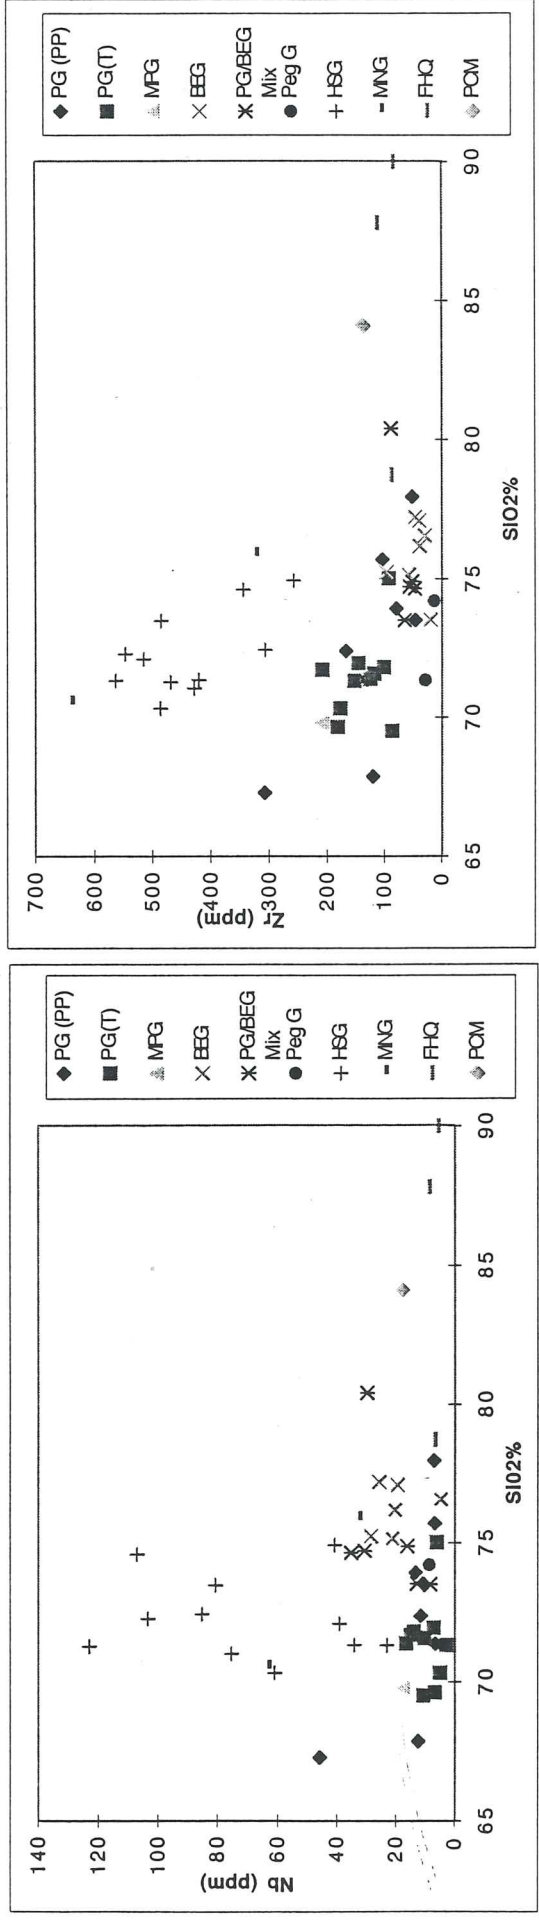 140
120
100
80
60
40
20
0
Nb (ppm)
65
70
75
80
85
90
SI02%
PG (PP)
PG(T)
MPG
BEG
PG/BEG
Mix
Peg G
HSG
MNG
FHQ
POM
700
600
500
400
300
200
100
0
Zr (ppm)
65
70
75
80
85
90
SIO2%
PG (PP)
PG(T)
MPG
BEG
PG/BEG
Mix
Peg G
HSG
MNG
FHQ
POM